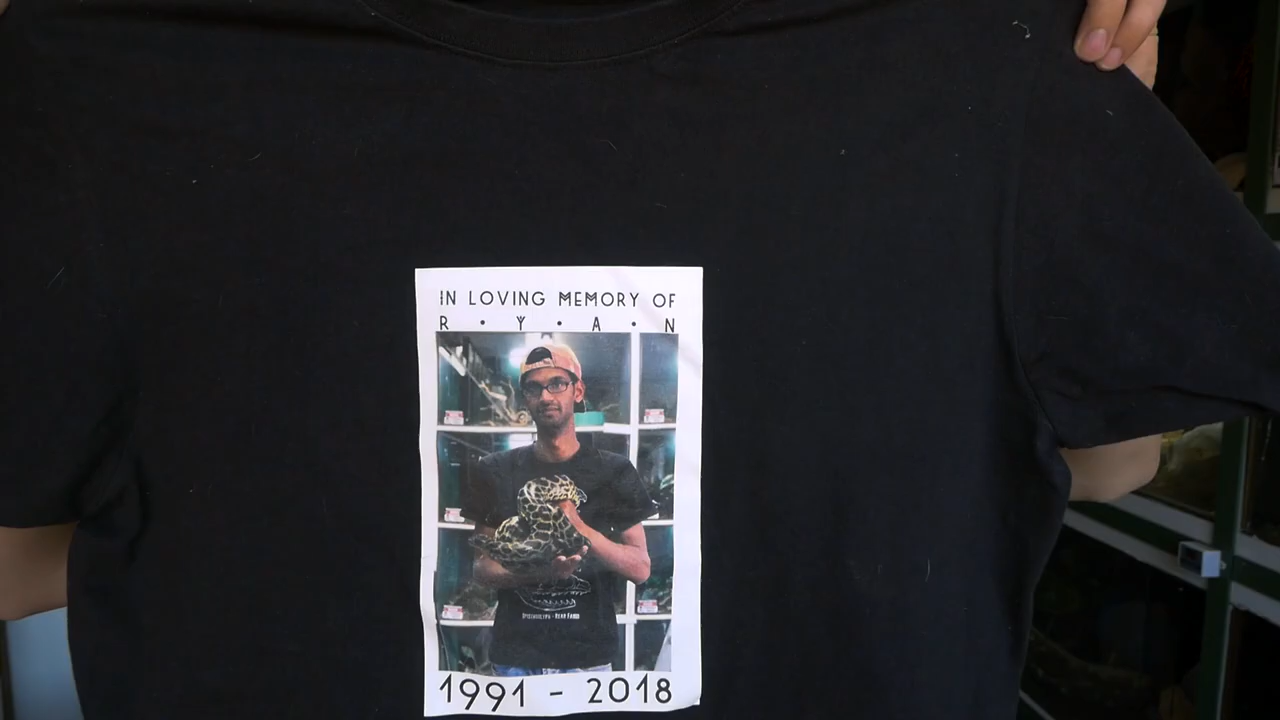 IN LOVING MEMORY OF
R • Y • A • N
1991 - 2018